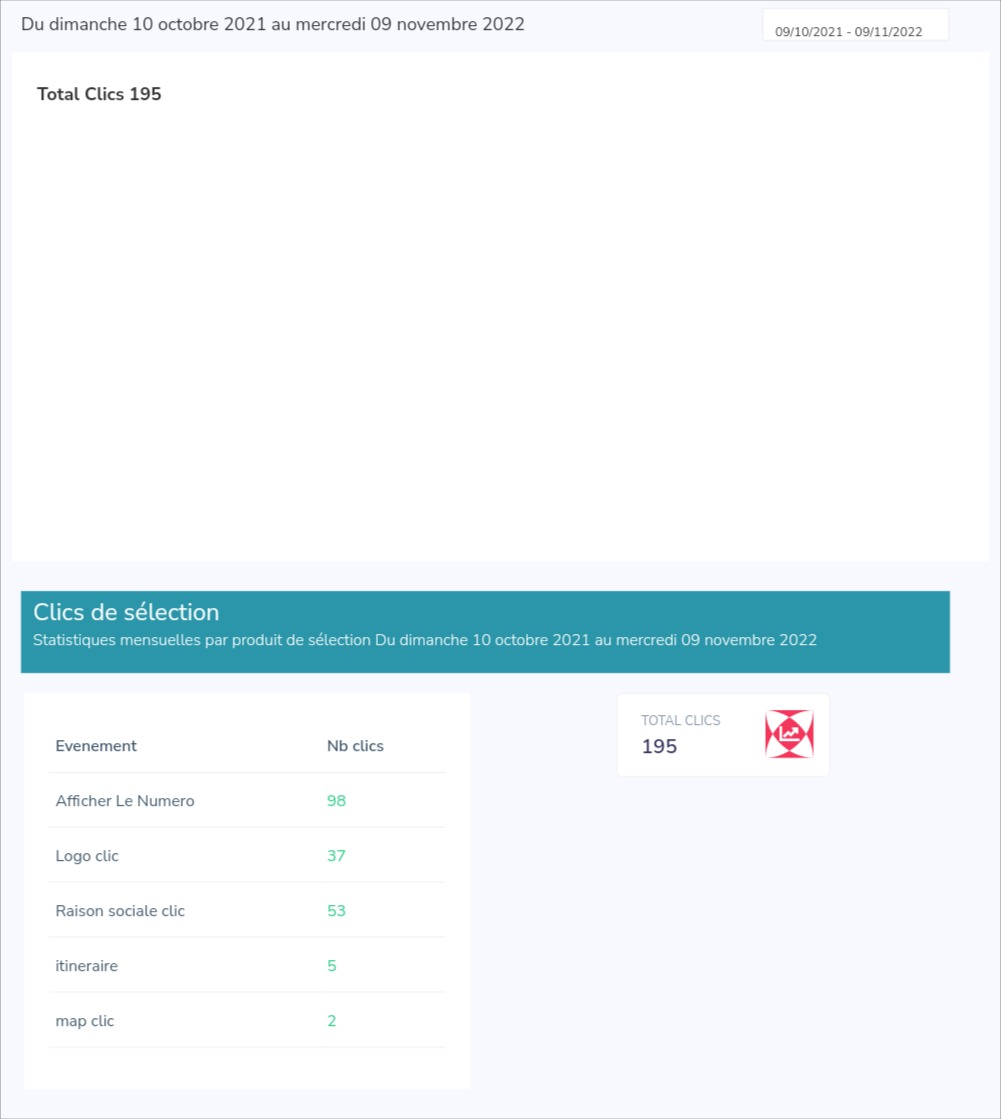 Du dimanche 10 octobre 2021 au mercredi 09 novembre 2022
09/10/2021 - 09/11/2022
Total Clics 195
Clics de sélection
Statistiques mensuelles par produit de sélection Du dimanche 10 octobre 2021 au mercredi 09 novembre 2022
Evenement Nb clics
Afficher Le Numero 98
Logo clic 37
Raison sociale clic 53
itineraire 5
map clic 2
TOTAL CLICS
195